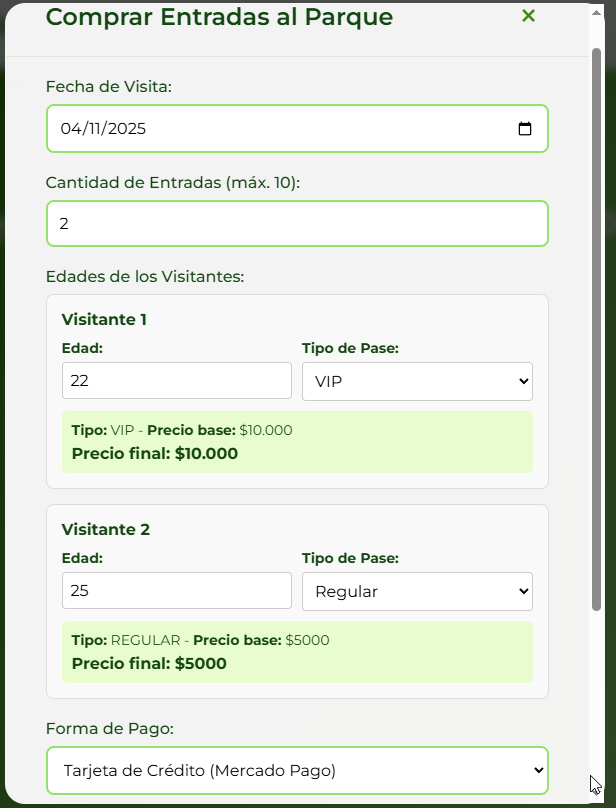 Comprar Entradas al Parque ×
Fecha de Visita:
04/11/2025
Cantidad de Entradas (máx. 10):
2
Edades de los Visitantes:
Visitante 1
Edad: Tipo de Pase:
22 VIP
Tipo: VIP - Precio base: $10.000
Precio final: $10.000
Visitante 2
Edad: Tipo de Pase:
25 Regular
Tipo: REGULAR - Precio base: $5000
Precio final: $5000
Forma de Pago:
Tarjeta de Crédito (Mercado Pago)